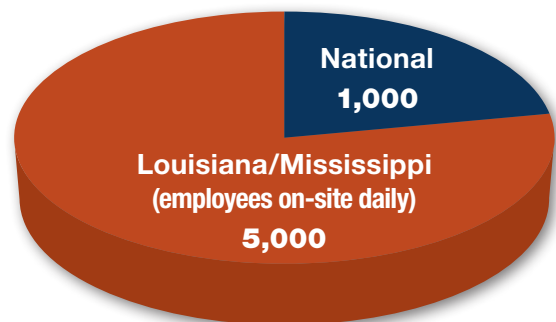 National
1,000
Louisiana/Mississippi
(employees on-site daily)
5,000